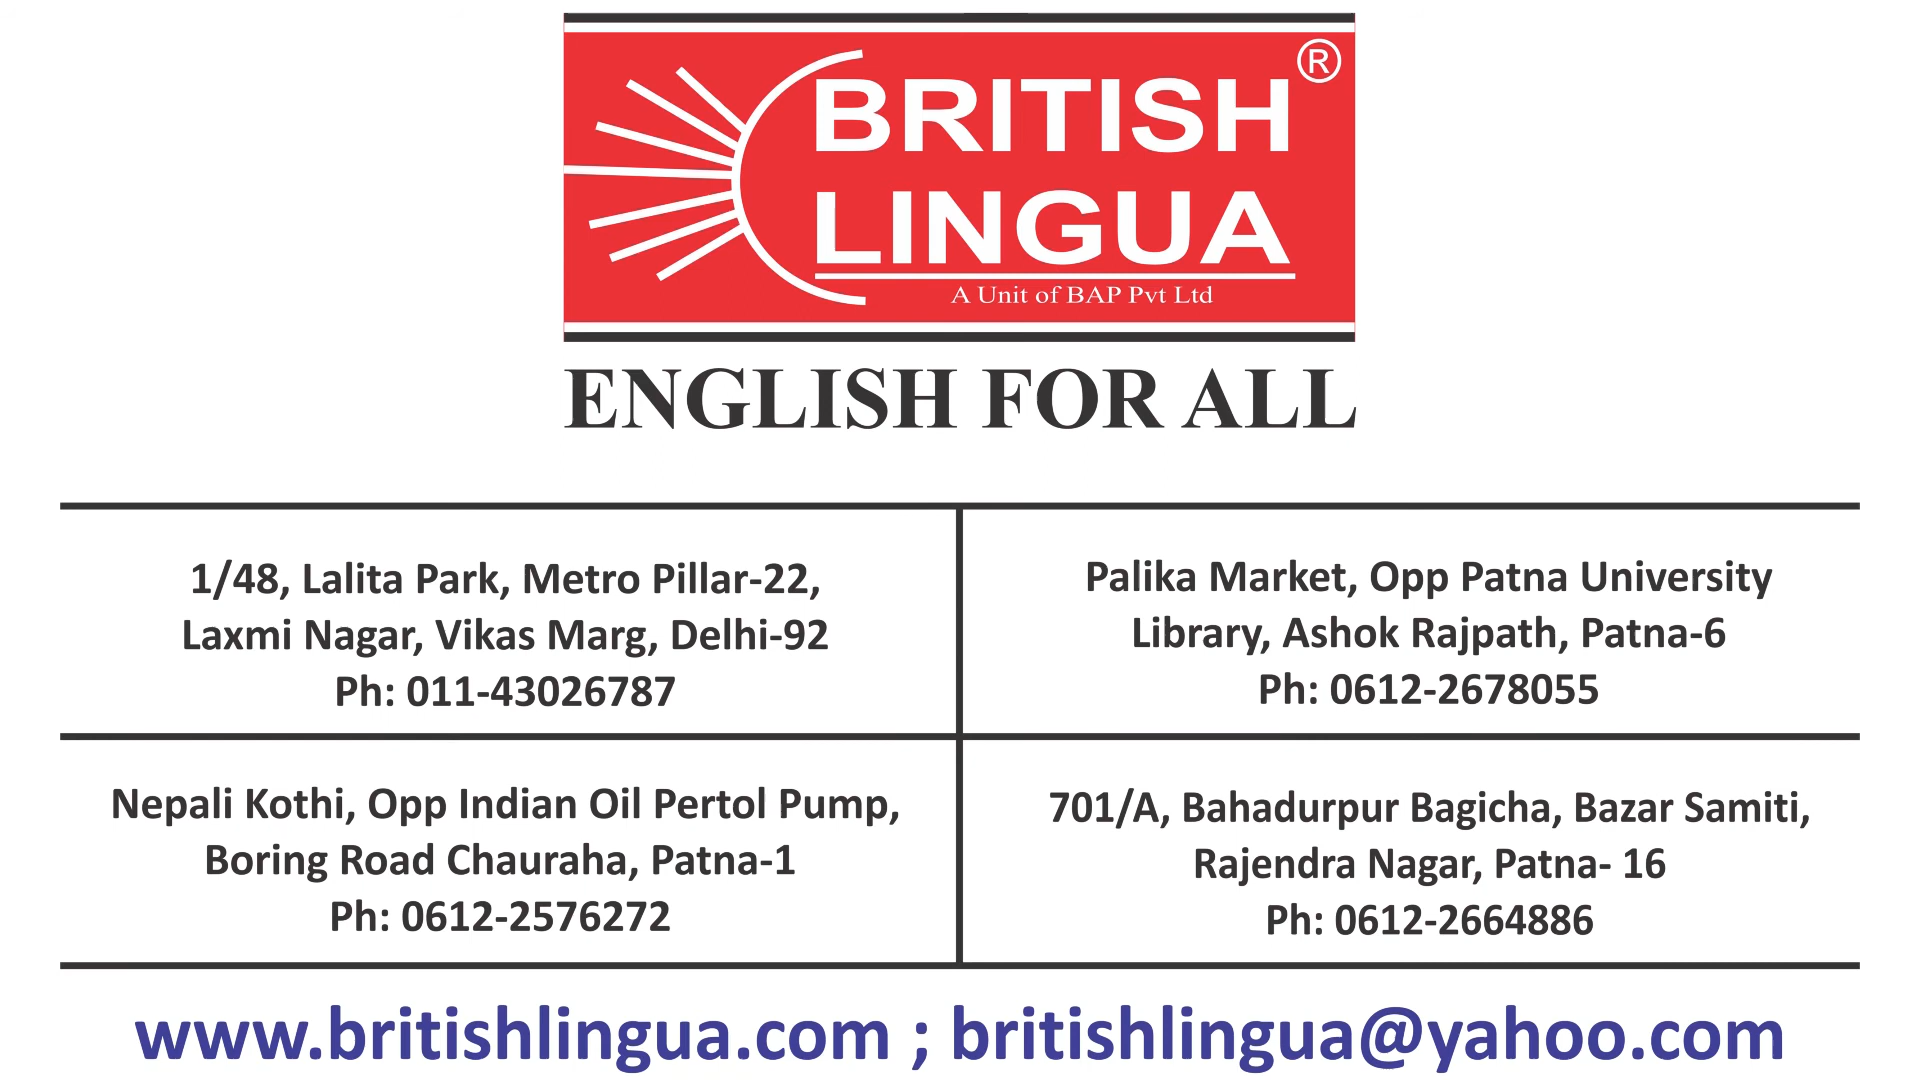 BRITISH ®
LINGUA
A Unit of BAP Pvt Ltd
ENGLISH FOR ALL
1/48, Lalita Park, Metro Pillar-22,
Laxmi Nagar, Vikas Marg, Delhi-92
Ph: 011-43026787
Palika Market, Opp Patna University
Library, Ashok Rajpath, Patna-6
Ph: 0612-2678055
Nepali Kothi, Opp Indian Oil Pertol Pump,
Boring Road Chauraha, Patna-1
Ph: 0612-2576272
701/A, Bahadurpur Bagicha, Bazar Samiti,
Rajendra Nagar, Patna- 16
Ph: 0612-2664886
www.britishlingua.com ; britishlingua@yahoo.com